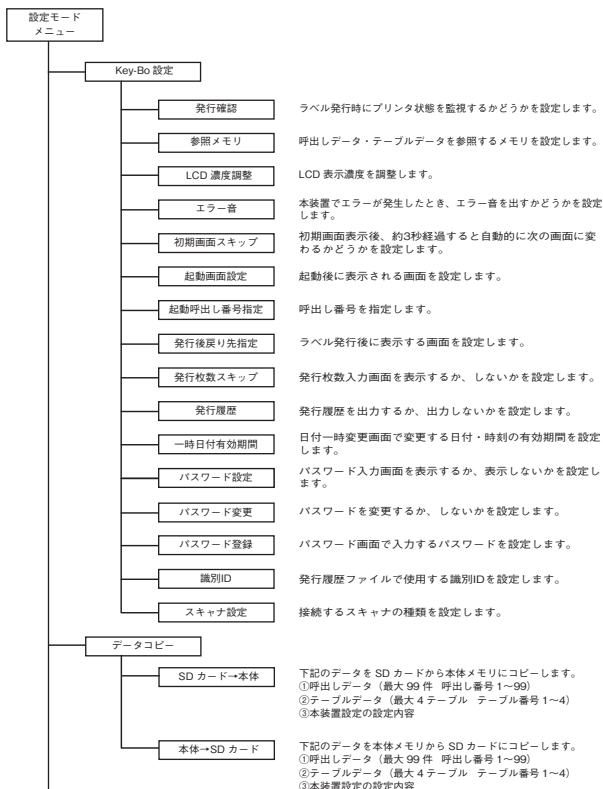 設定モード
メニュー
Key-Bo 設定
発行確認
ラベル発行時にプリンタ状態を監視するかどうかを設定します。
参照メモリ
呼出しデータ・テーブルデータを参照するメモリを設定します。
LCD 濃度調整
LCD 表示濃度を調整します。
エラー音
本装置でエラーが発生したとき、エラー音を出すかどうかを設定
します。
初期画面スキップ
初期画面表示後、約3秒経過すると自動的に次の画面に変
わるかどうかを設定します。
起動画面設定
起動後に表示される画面を設定します。
起動呼出し番号指定
呼出し番号を指定します。
発行後戻り先指定
ラベル発行後に表示する画面を設定します。
発行枚数スキップ
発行枚数入力画面を表示するか、しないかを設定します。
発行履歴
発行履歴を出力するか、出力しないかを設定します。
一時日付有効期間
日付一時変更画面で変更する日付・時刻の有効期間を設定
します。
パスワード設定
パスワード入力画面を表示するか、表示しないかを設定し
ます。
パスワード変更
パスワードを変更するか、しないかを設定します。
パスワード登録
パスワード画面で入力するパスワードを設定します。
識別ID
発行履歴ファイルで使用する識別IDを設定します。
スキャナ設定
接続するスキャナの種類を設定します。
データコピー
SD カード→本体
下記のデータを SD カードから本体メモリにコピーします。
①呼出しデータ（最大 99 件 呼出し番号 1～99）
②テーブルデータ（最大 4 テーブル テーブル番号 1～4）
③本装置設定の設定内容
本体→SD カード
下記のデータを本体メモリから SD カードにコピーします。
①呼出しデータ（最大 99 件 呼出し番号 1～99）
②テーブルデータ（最大 4 テーブル テーブル番号 1～4）
③本装置設定の設定内容